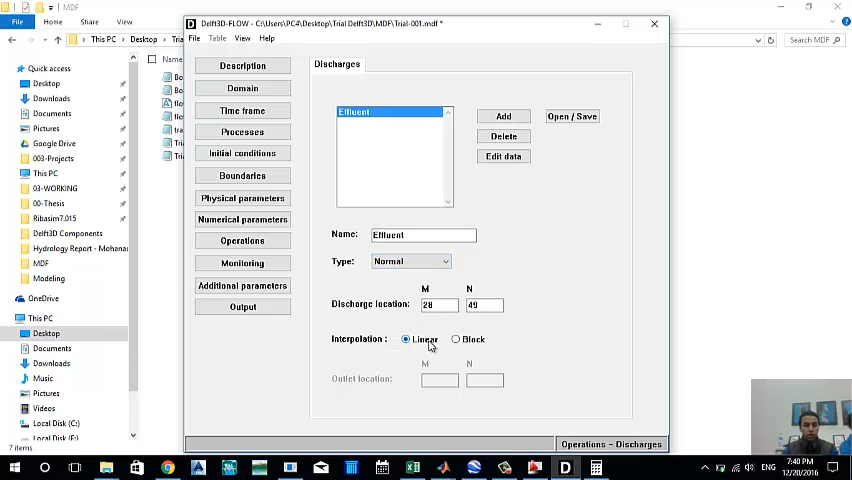 MDF
File
Home
Share
View
This PC
Desktop
Search MDF
Name
Quick access
Desktop
Downloads
Documents
Pictures
Google Drive
003-Projects
This PC
03-WORKING
00-Thesis
Ribasim7.015
Delft3D Components
Hydrology Report - Mohana
MDF
Modeling
OneDrive
This PC
Desktop
Documents
Downloads
Music
Pictures
Videos
Local Disk (C:)
7 items
Delft3D-FLOW - C:\Users\PC4\Desktop\Trial Delft3D\MDF\Trial-001.mdf *
File Table View Help
Description
Domain
Time frame
Processes
Initial conditions
Boundaries
Physical parameters
Numerical parameters
Operations
Monitoring
Additional parameters
Output
Discharges
Effluent
Add
Open / Save
Delete
Edit data
Name: Effluent
Type: Normal
M N
Discharge location: 28 49
Interpolation : Linear Block
M N
Outlet location:
Operations - Discharges
ENG
7:40 PM
12/20/2016